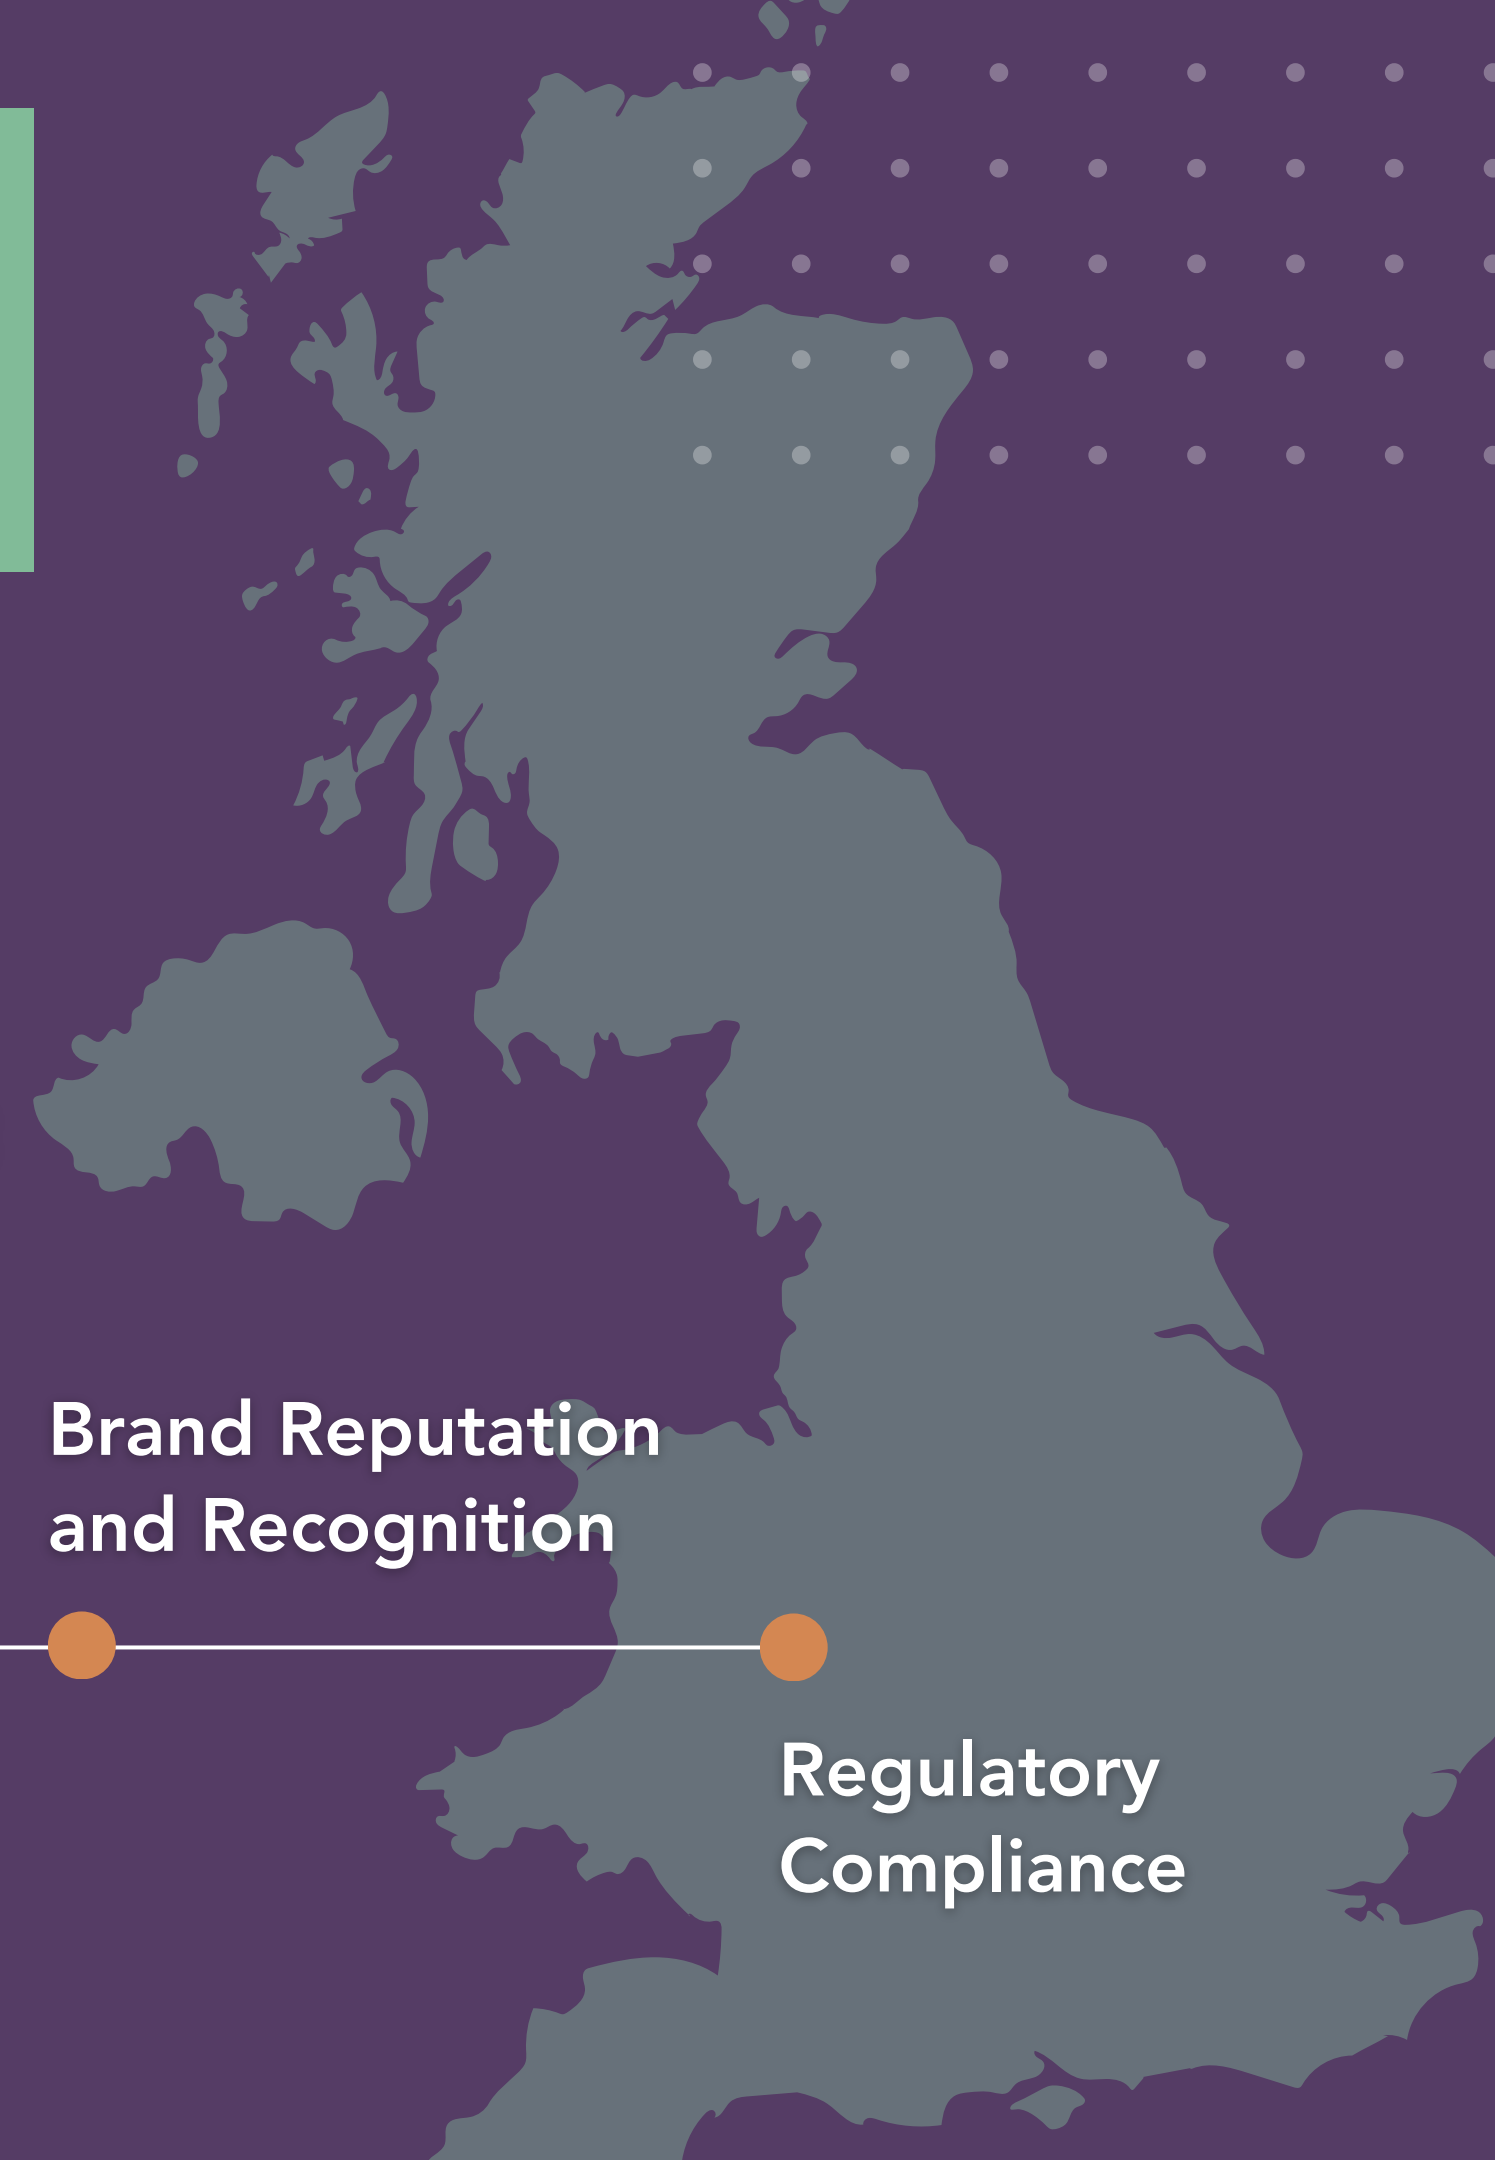 Brand Reputation
and Recognition
Regulatory
Compliance